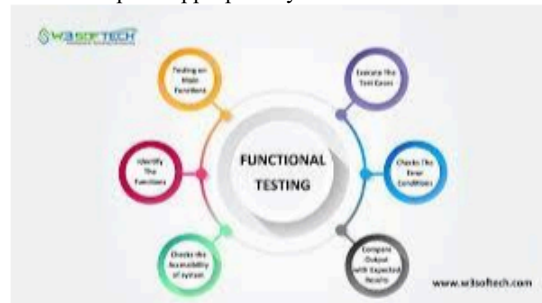 W3SOFTECH
Testing on
Main
Functions
Execute The
Test Cases
Identify
The
Functions
FUNCTIONAL
TESTING
Checks The
Error
Conditions
Checks the
Accessibility
of system
Compare
Output
with Expected
Results
www.w3softech.com